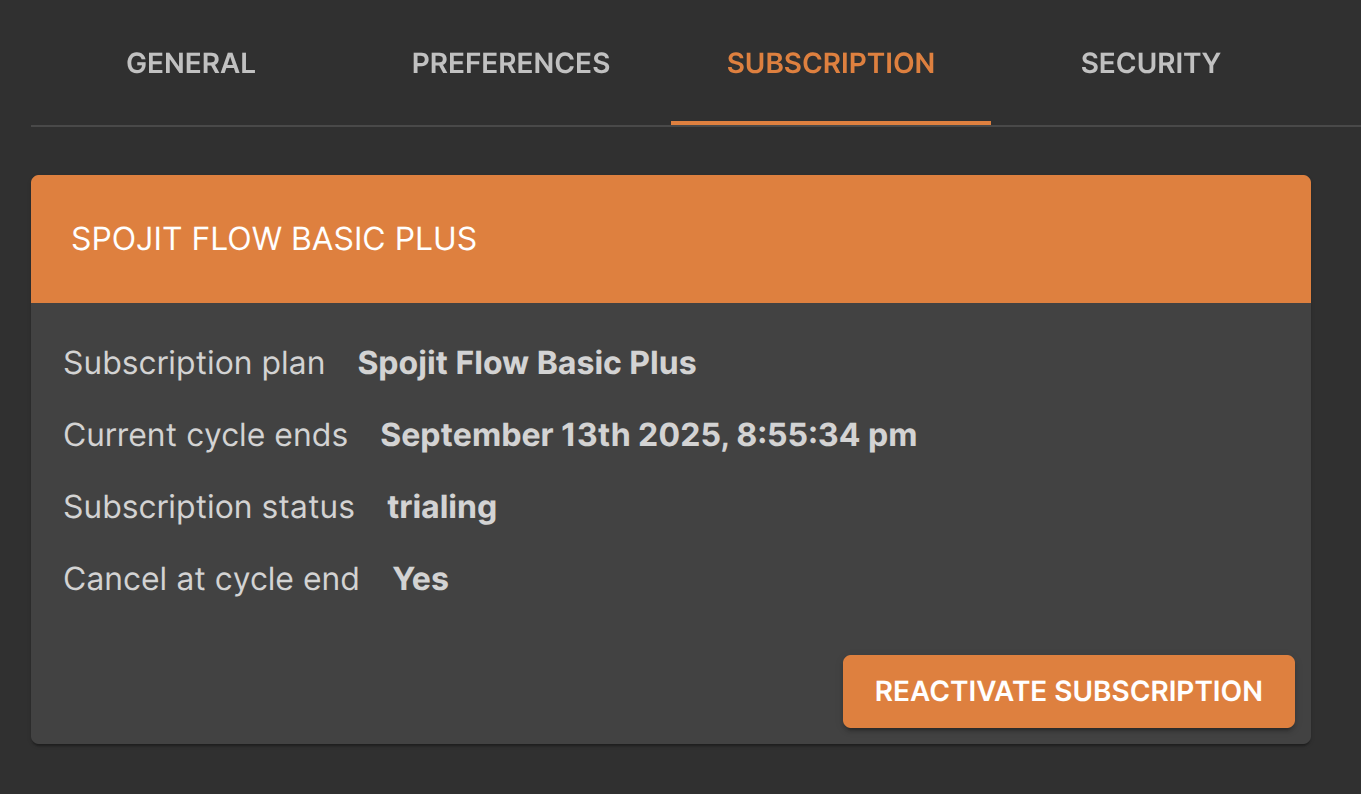 GENERAL PREFERENCES SUBSCRIPTION SECURITY
SPOJIT FLOW BASIC PLUS
Subscription plan Spojit Flow Basic Plus
Current cycle ends September 13th 2025, 8:55:34 pm
Subscription status trialing
Cancel at cycle end Yes
REACTIVATE SUBSCRIPTION